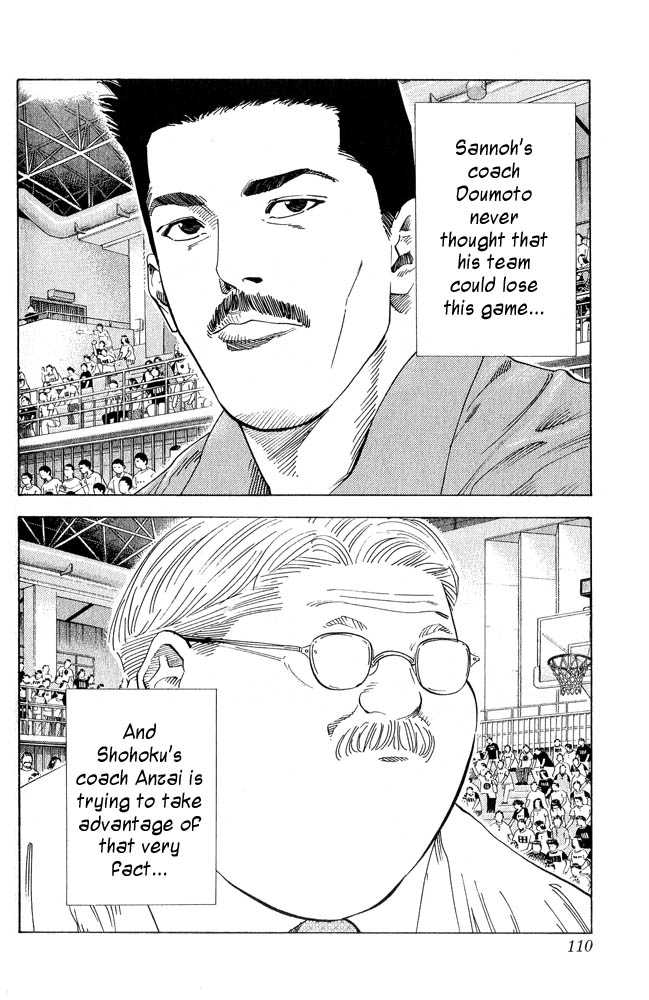 Sannoh's
coach
Doumoto
never
thought that
his team
could lose
this game...
And
Shohoku's
coach Anzai is
trying to take
advantage of
that very
fact...
110